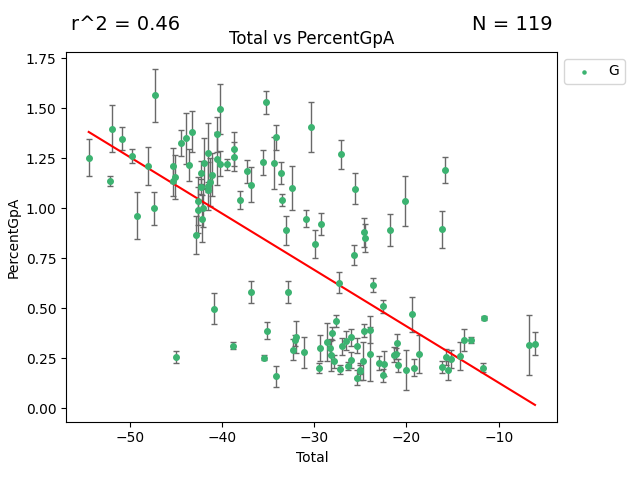 r^2 = 0.46
N = 119
Total vs PercentGpA
G
PercentGpA
1.75
1.50
1.25
1.00
0.75
0.50
0.25
0.00
−50 −40 −30 −20 −10
Total